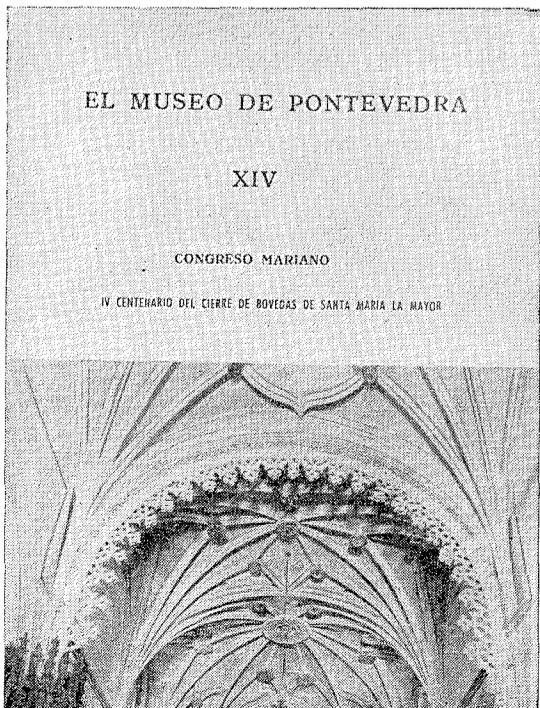 EL MUSEO DE PONTEVEDRA
XIV
CONGRESO MARIANO
IV CENTENARIO DEL CIERRE DE BOVEDAS DE SANTA MARIA LA MAYOR